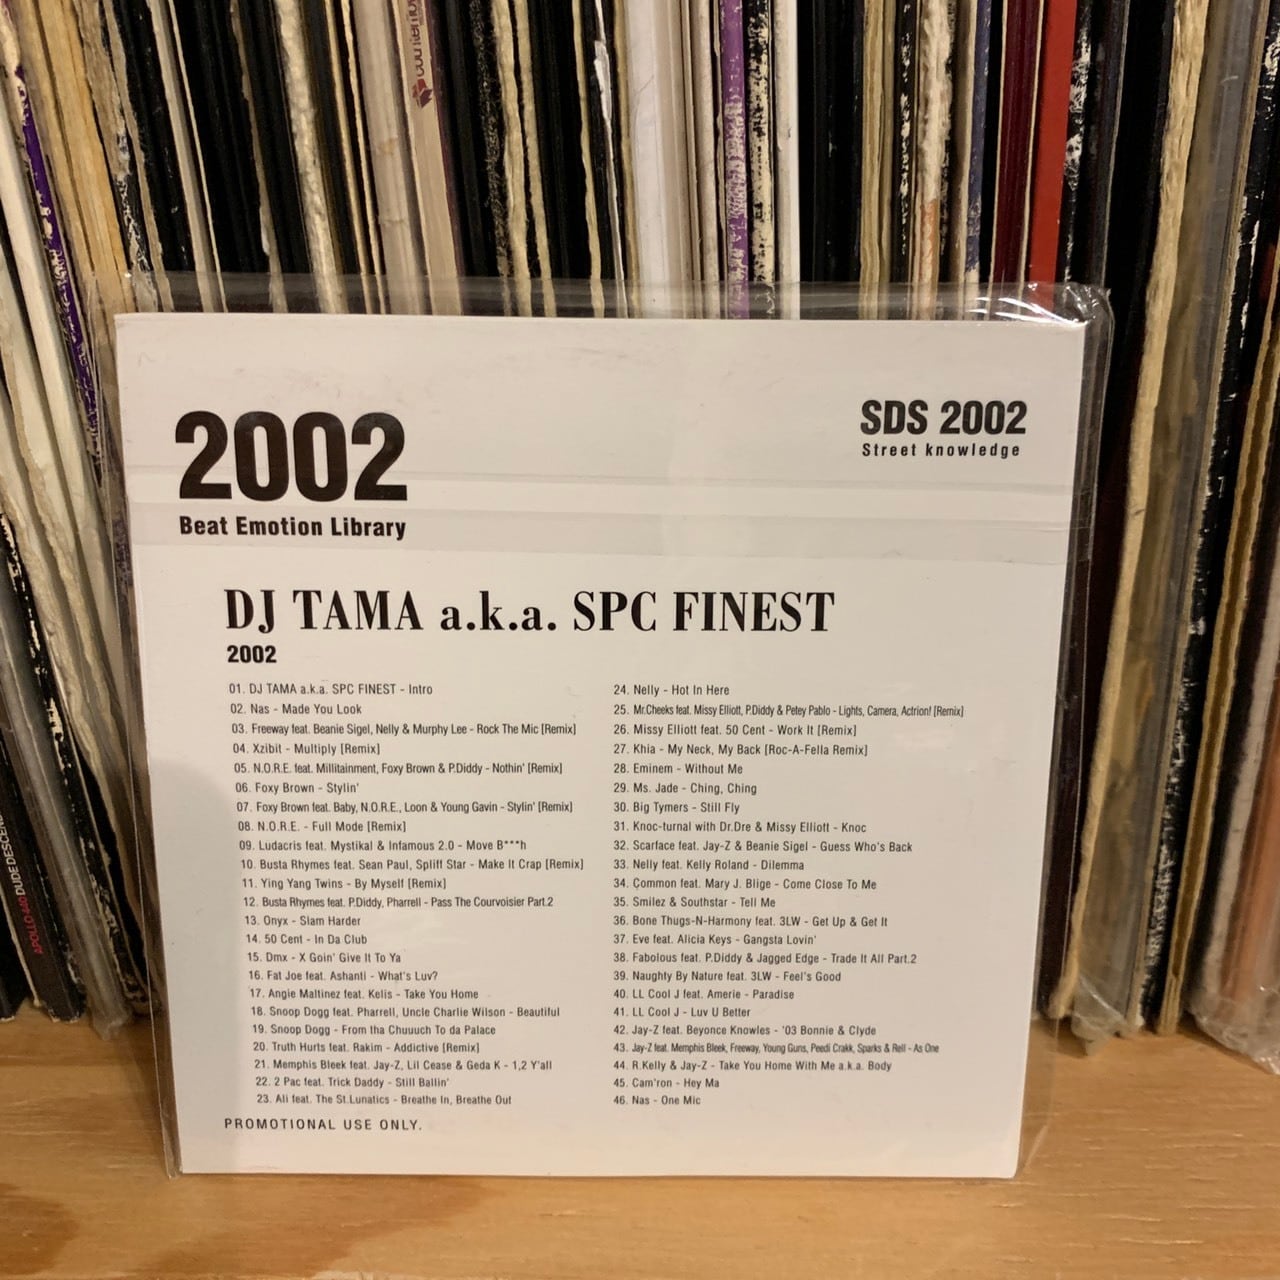 counterflow
2002
Beat Emotion Library
SDS 2002
Street knowledge
DJ TAMA a.k.a. SPC FINEST
2002
01. DJ TAMA a.k.a. SPC FINEST - Intro
02. Nas - Made You Look
03. Freeway feat. Beanie Sigel, Nelly & Murphy Lee - Rock The Mic [Remix]
04. Xzibit - Multiply [Remix]
05. N.O.R.E. feat. Millitainment, Foxy Brown & P.Diddy - Nothin' [Remix]
06. Foxy Brown - Stylin'
07. Foxy Brown feat. Baby, N.O.R.E., Loon & Young Gavin - Stylin' [Remix]
08. N.O.R.E. - Full Mode [Remix]
09. Ludacris feat. Mystikal & Infamous 2.0 - Move B***h
10. Busta Rhymes feat. Sean Paul, Spliff Star - Make It Crap [Remix]
11. Ying Yang Twins - By Myself [Remix]
12. Busta Rhymes feat. P.Diddy, Pharrell - Pass The Courvoisier Part.2
13. Onyx - Slam Harder
14. 50 Cent - In Da Club
15. Dmx - X Goin' Give It To Ya
16. Fat Joe feat. Ashanti - What's Luv?
17. Angie Maltinez feat. Kelis - Take You Home
18. Snoop Dogg feat. Pharrell, Uncle Charlie Wilson - Beautiful
19. Snoop Dogg - From tha Chuuuch To da Palace
20. Truth Hurts feat. Rakim - Addictive [Remix]
21. Memphis Bleek feat. Jay-Z, Lil Cease & Geda K - 1,2 Y'all
22. 2 Pac feat. Trick Daddy - Still Ballin'
23. Ali feat. The St.Lunatics - Breathe In, Breathe Out
24. Nelly - Hot In Here
25. Mr.Cheeks feat. Missy Elliott, P.Diddy & Petey Pablo - Lights, Camera, Actrion! [Remix]
26. Missy Elliott feat. 50 Cent - Work It [Remix]
27. Khia - My Neck, My Back [Roc-A-Fella Remix]
28. Eminem - Without Me
29. Ms. Jade - Ching, Ching
30. Big Tymers - Still Fly
31. Knoc-turnal with Dr.Dre & Missy Elliott - Knoc
32. Scarface feat. Jay-Z & Beanie Sigel - Guess Who's Back
33. Nelly feat. Kelly Roland - Dilemma
34. Common feat. Mary J. Blige - Come Close To Me
35. Smilez & Southstar - Tell Me
36. Bone Thugs-N-Harmony feat. 3LW - Get Up & Get It
37. Eve feat. Alicia Keys - Gangsta Lovin'
38. Fabolous feat. P.Diddy & Jagged Edge - Trade It All Part.2
39. Naughty By Nature feat. 3LW - Feel's Good
40. LL Cool J feat. Amerie - Paradise
41. LL Cool J - Luv U Better
42. Jay-Z feat. Beyonce Knowles - '03 Bonnie & Clyde
43. Jay-Z feat. Memphis Bleek, Freeway, Young Guns, Peedi Crakk, Sparks & Rell - As One
44. R.Kelly & Jay-Z - Take You Home With Me a.k.a. Body
45. Cam'ron - Hey Ma
46. Nas - One Mic
PROMOTIONAL USE ONLY.
APOLLO 440 DUDE DESCEND